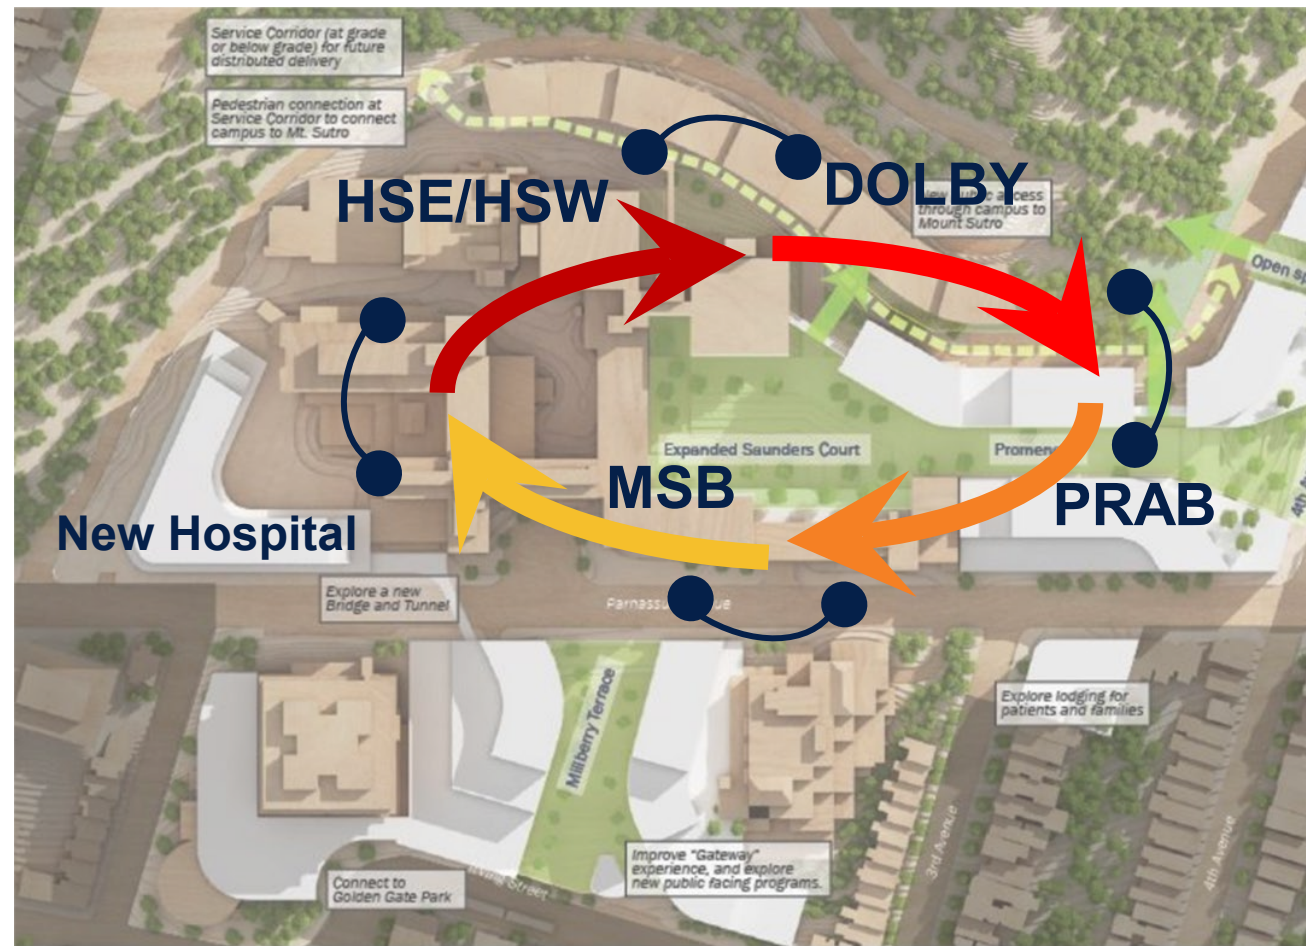 Service Corridor (at grade
or below grade) for future
distributed delivery
Pedestrian connection at
Service Corridor to connect
campus to Mt. Sutro
HSE/HSW
DOLBY
access
through campus to
Mount Sutro
Open
Expanded Saunders Court
MSB
PRAB
New Hospital
Explore a new
Bridge and Tunnel
Millberry Terrace
Explore lodging for
patients and families
3rd Avenue
4th Avenue
Improve "Gateway"
experience, and explore
new public facing programs.
Connect to
Golden Gate Park
Irving Street